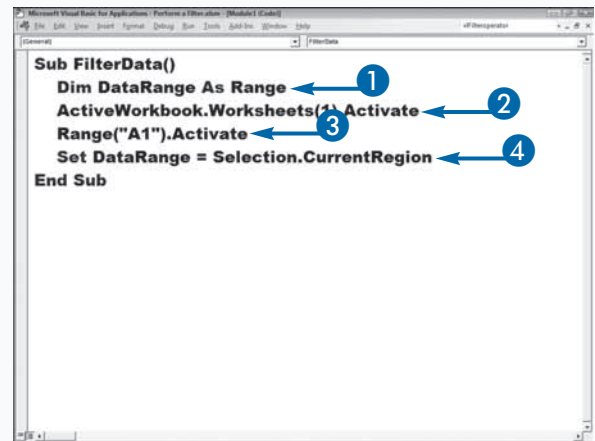 Microsoft Visual Basic for Applications - Perform a Filter.xlsm - [Module1 (Code)]
File Edit View Insert Format Debug Run Tools Add-Ins Window Help xlFilteroperator
(General) FilterData
Sub FilterData()
Dim DataRange As Range 1
ActiveWorkbook.Worksheets(1).Activate 2
Range("A1").Activate 3
Set DataRange = Selection.CurrentRegion 4
End Sub